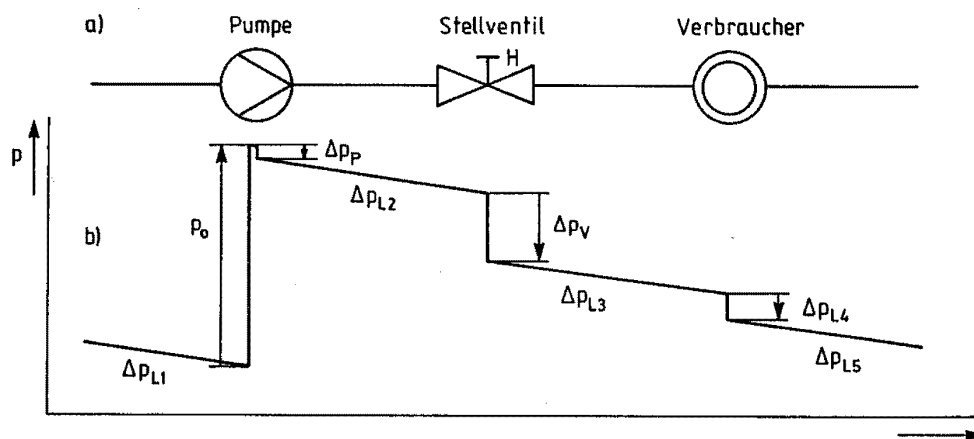 a)
Pumpe
Stellventil
Verbraucher
H
p
Δpp
ΔpL2
p₀
ΔpV
b)
ΔpL3
ΔpL4
ΔpL1
ΔpL5